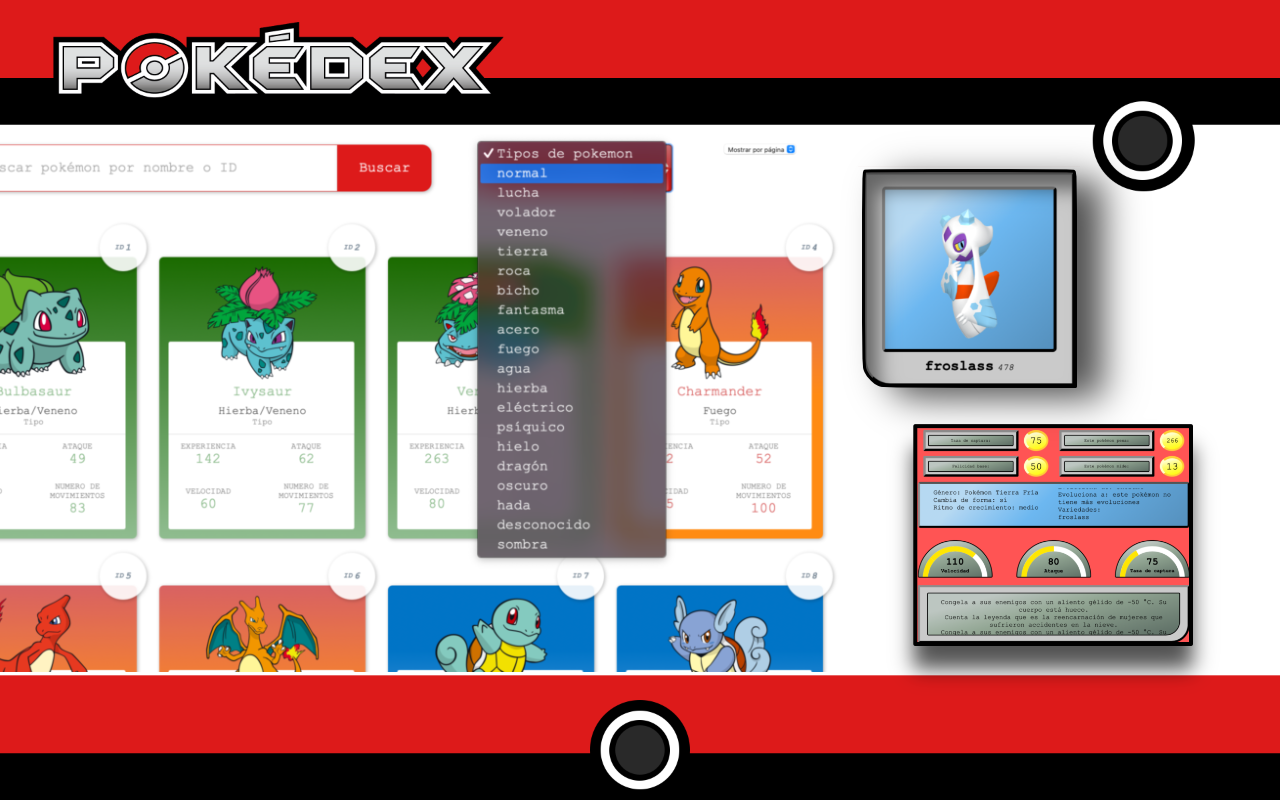 POKÉDEX
scar pokémon por nombre o ID
Buscar
✓ Tipos de pokemon
normal
lucha
volador
veneno
tierra
roca
bicho
fantasma
acero
fuego
agua
hierba
eléctrico
psíquico
hielo
dragón
oscuro
hada
desconocido
sombra
Mostrar por página
ID 1
Bulbasaur
ierba/Veneno
Tipo
ATAQUE
49
NUMERO DE
MOVIMIENTOS
83
ID 2
Ivysaur
Hierba/Veneno
Tipo
EXPERIENCIA
142
ATAQUE
62
VELOCIDAD
60
NUMERO DE
MOVIMIENTOS
77
Ven
Hierb
EXPERIENCIA
263
VELOCIDAD
80
ID 4
Charmander
Fuego
Tipo
ENCIA
2
ATAQUE
52
DAD
5
NUMERO DE
MOVIMIENTOS
100
ID 5
ID 6
ID 7
ID 8
froslass 478
Tasa de captura:
75
Este pokémon pesa:
266
Velocidad base:
50
Este pokémon mide:
13
Género: Pokémon Tierra Fría
Cambia de forma: si
Ritmo de crecimiento: medio
Evoluciona a: este pokémon no
tiene más evoluciones
Variedades:
froslass
110
Velocidad
80
Ataque
75
Tasa de captura
Congela a sus enemigos con un aliento gélido de -50 °C. Su
cuerpo está hueco.
Cuenta la leyenda que es la reencarnación de mujeres que
sufrieron accidentes en la nieve.
Congela a sus enemigos con un aliento gélido de -50 °C. Su